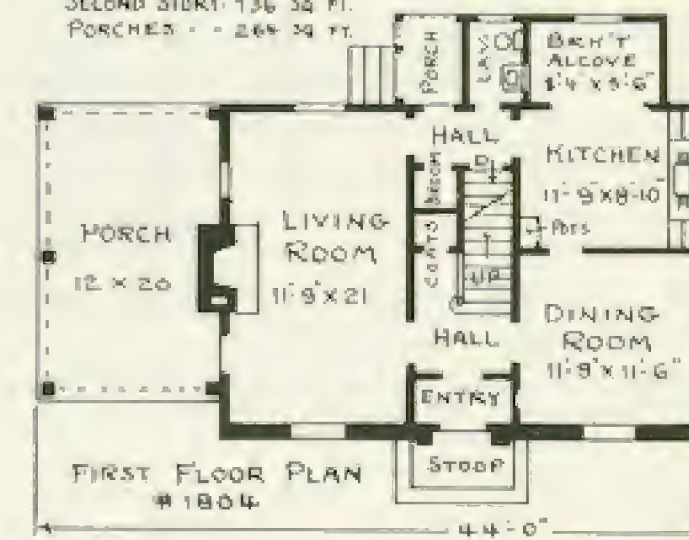 SECOND STORY 736 SQ FT.
PORCHES - - 265 SQ FT.
PORCH
LAV
BRK'F'T
ALCOVE
HALL
BROOM
D
KITCHEN
11'-9"X8'-10"
PORCH
12 X 20
LIVING
ROOM
11'-9"X21
COATS
UP
POTS
HALL
DINING
ROOM
11'-9"X11'-6"
ENTRY
STOOP
FIRST FLOOR PLAN
#1804
44'-0"